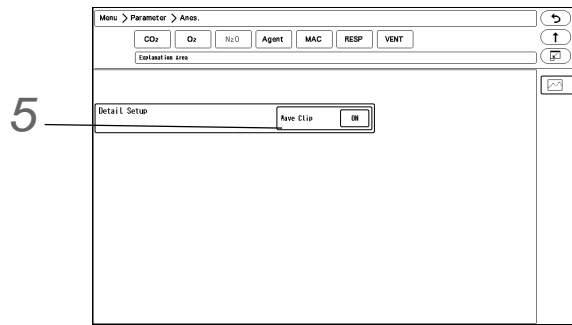 Menu > Parameter > Anes.
CO₂ O₂ N₂O Agent MAC RESP VENT
Explanation Area
Detail Setup
Wave Clip ON
5